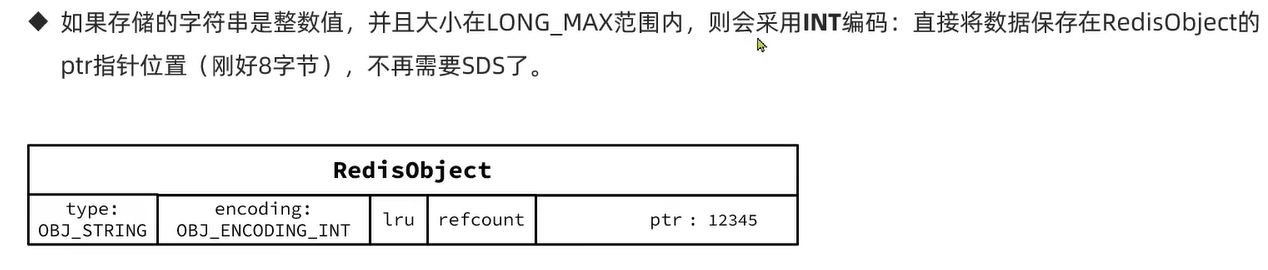 ◆ 如果存储的字符串是整数值，并且大小在LONG_MAX范围内，则会采用INT编码：直接将数据保存在RedisObject的
ptr指针位置（刚好8字节），不再需要SDS了。
RedisObject
type:
OBJ_STRING
encoding:
OBJ_ENCODING_INT
lru
refcount
ptr : 12345